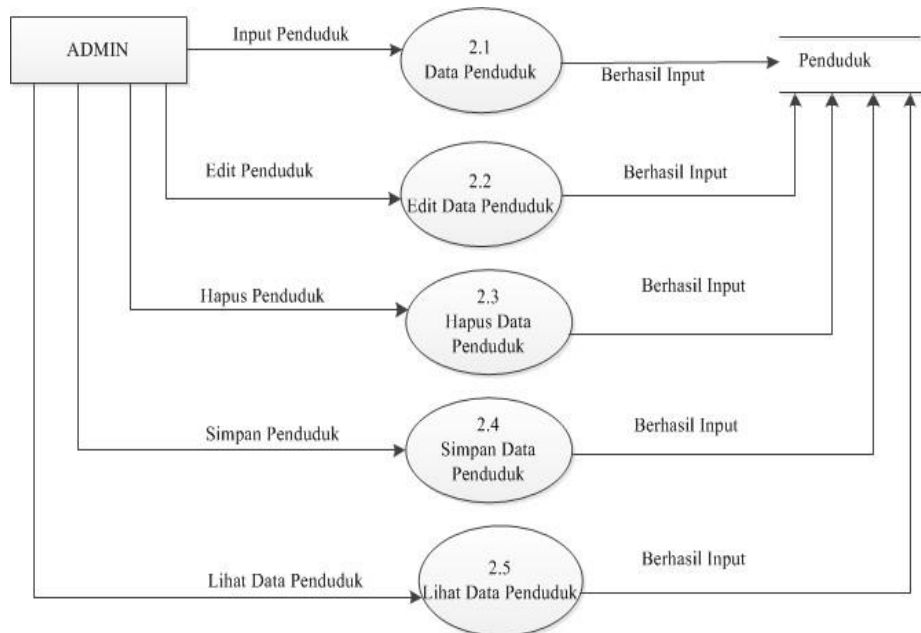 ADMIN
Input Penduduk
2.1
Data Penduduk
Berhasil Input
Penduduk
Edit Penduduk
2.2
Edit Data Penduduk
Berhasil Input
Hapus Penduduk
2.3
Hapus Data
Penduduk
Berhasil Input
Simpan Penduduk
2.4
Simpan Data
Penduduk
Berhasil Input
Lihat Data Penduduk
2.5
Lihat Data Penduduk
Berhasil Input